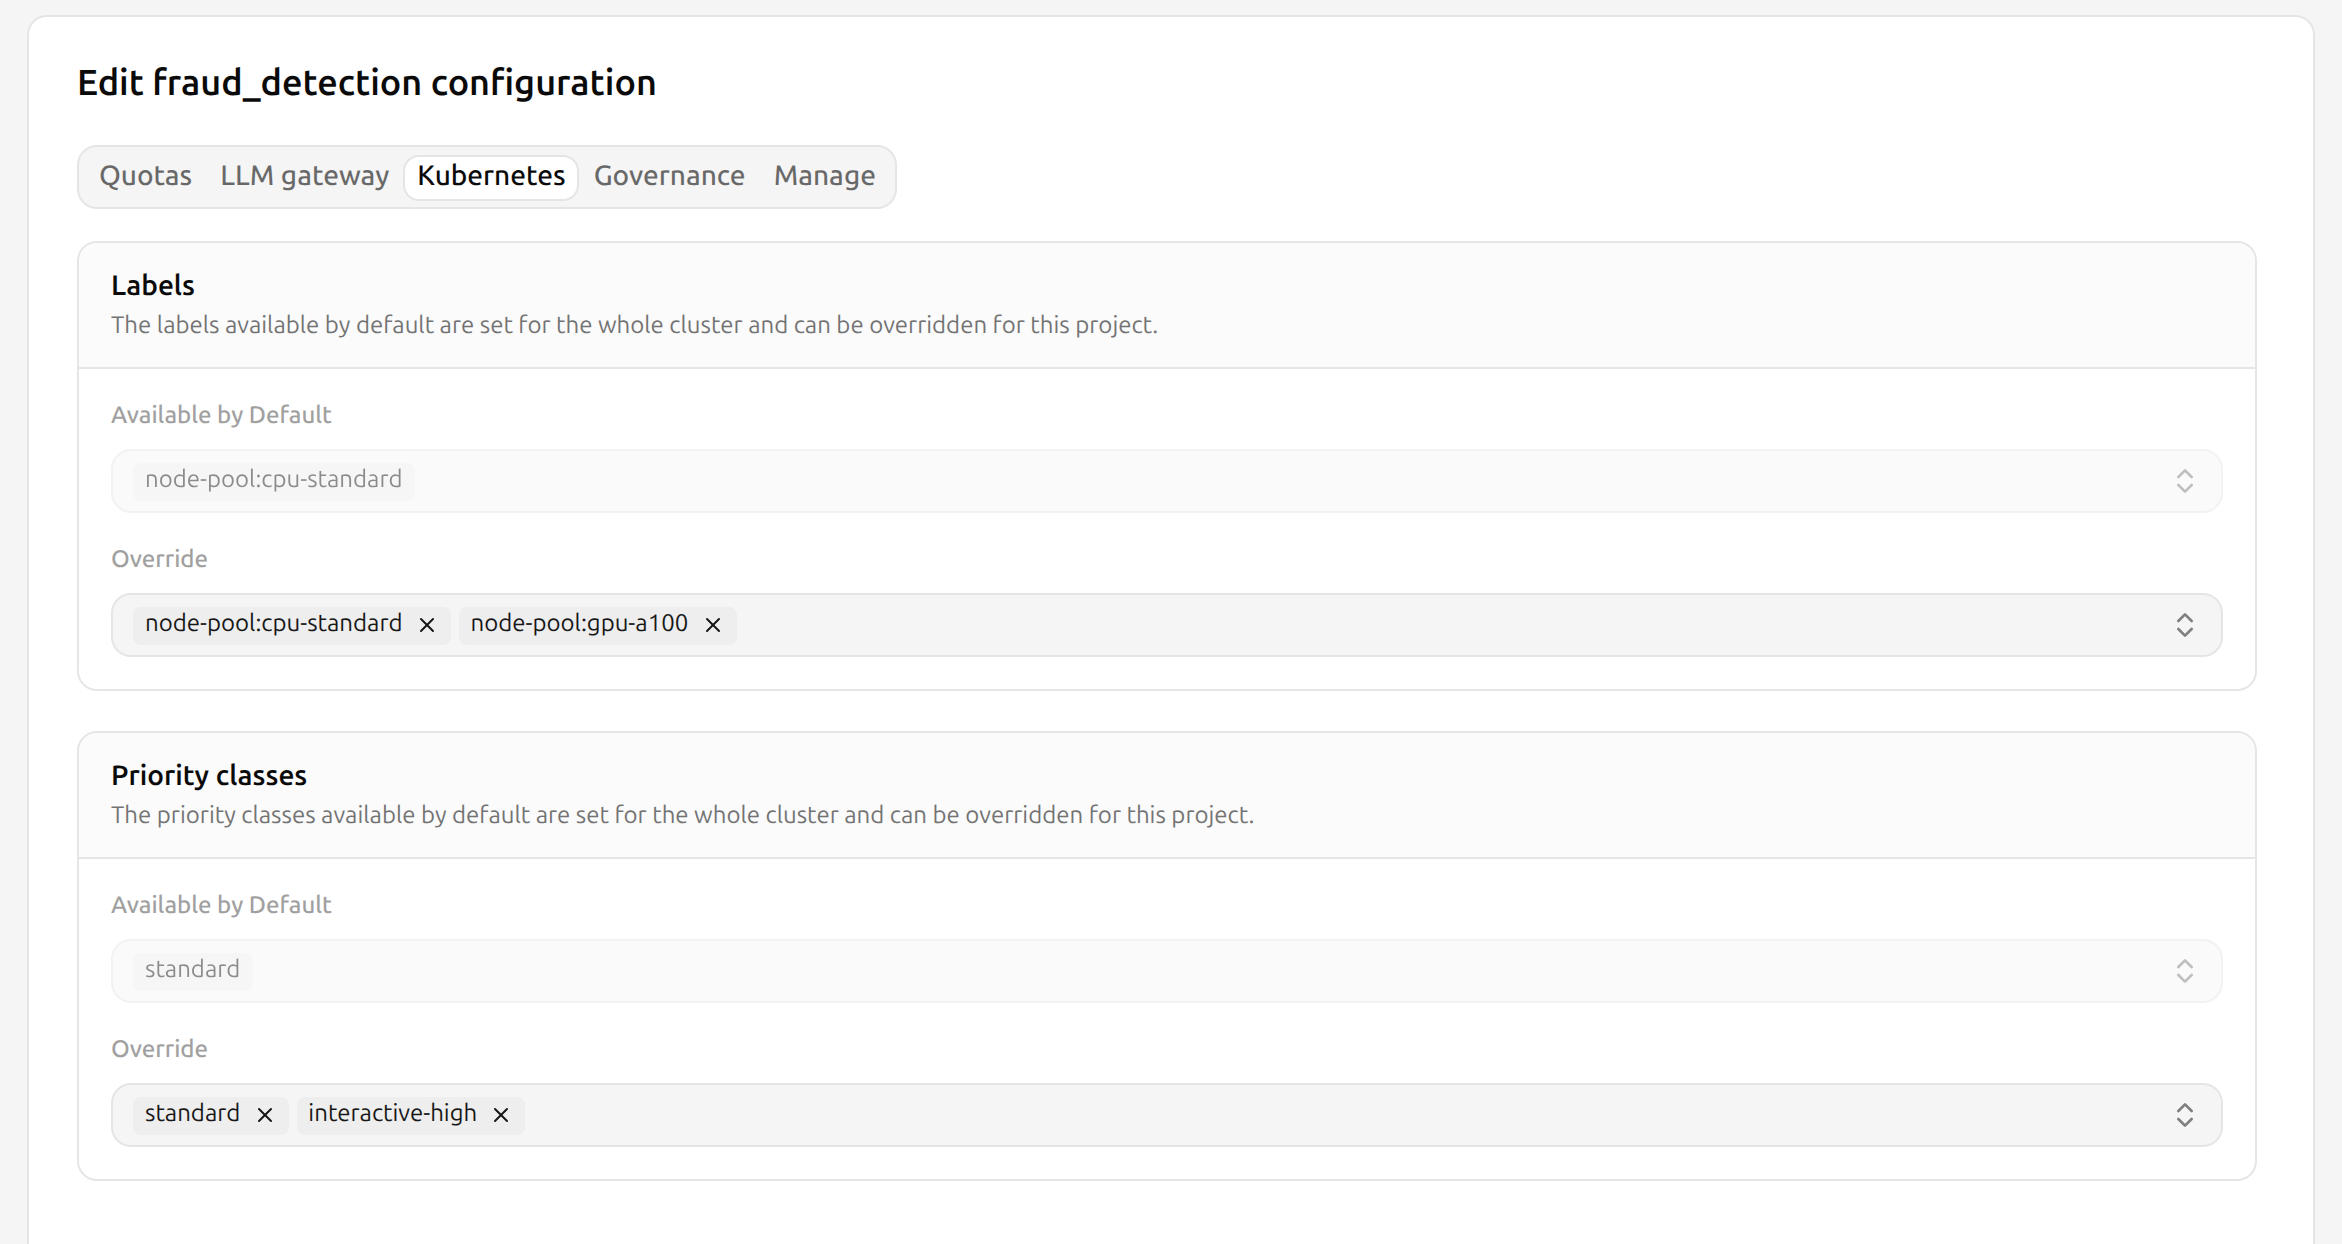 Edit fraud_detection configuration
Quotas LLM gateway Kubernetes Governance Manage
Labels
The labels available by default are set for the whole cluster and can be overridden for this project.
Available by Default
node-pool:cpu-standard
Override
node-pool:cpu-standard node-pool:gpu-a100
Priority classes
The priority classes available by default are set for the whole cluster and can be overridden for this project.
Available by Default
standard
Override
standard interactive-high